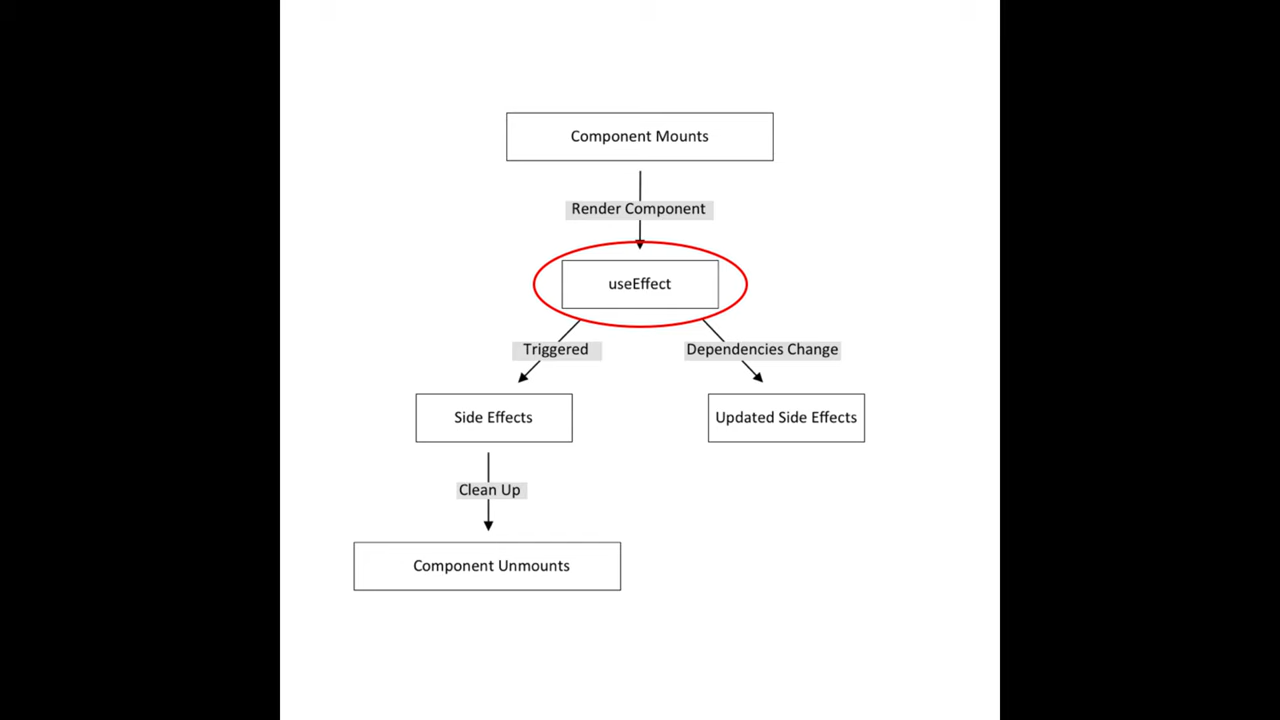 Component Mounts
Render Component
useEffect
Triggered
Dependencies Change
Side Effects
Updated Side Effects
Clean Up
Component Unmounts